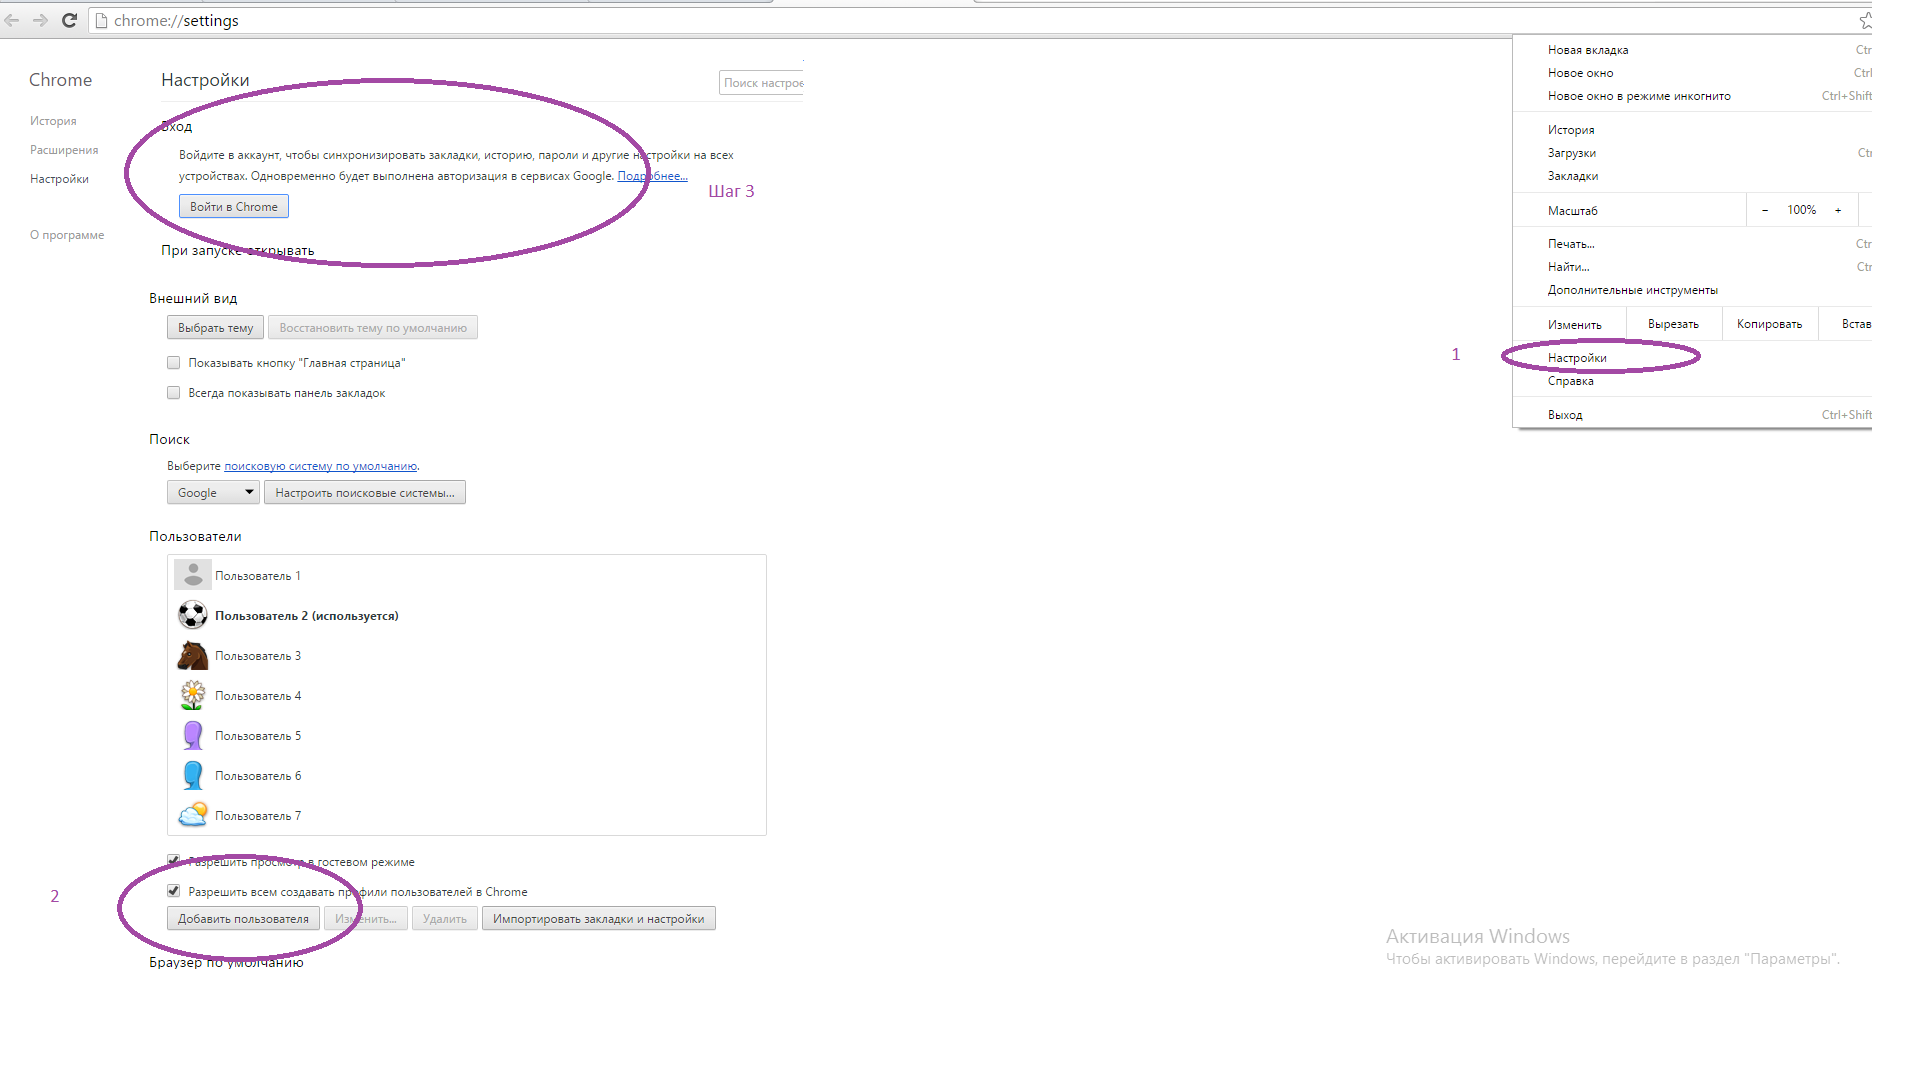 chrome://settings
Chrome
История
Расширения
Настройки
О программе
Настройки
Поиск настрое
Вход
Войдите в аккаунт, чтобы синхронизировать закладки, историю, пароли и другие настройки на всех
устройствах. Одновременно будет выполнена авторизация в сервисах Google. Подробнее...
Войти в Chrome
Шаг 3
При запуске открывать
Внешний вид
Выбрать тему
Восстановить тему по умолчанию
Показывать кнопку "Главная страница"
Всегда показывать панель закладок
Поиск
Выберите поисковую систему по умолчанию.
Google
Настроить поисковые системы...
Пользователи
Пользователь 1
Пользователь 2 (используется)
Пользователь 3
Пользователь 4
Пользователь 5
Пользователь 6
Пользователь 7
Разрешить просмотр в гостевом режиме
2
Разрешить всем создавать профили пользователей в Chrome
Добавить пользователя
Изменить...
Удалить
Импортировать закладки и настройки
Браузер по умолчанию
Новая вкладка Ctr
Новое окно Ctrl
Новое окно в режиме инкогнито Ctrl+Shift
История
Загрузки Ctr
Закладки
Масштаб − 100% +
Печать... Ctr
Найти... Ctr
Дополнительные инструменты
Изменить Вырезать Копировать Встав
1
Настройки
Справка
Выход Ctrl+Shift
Активация Windows
Чтобы активировать Windows, перейдите в раздел "Параметры".